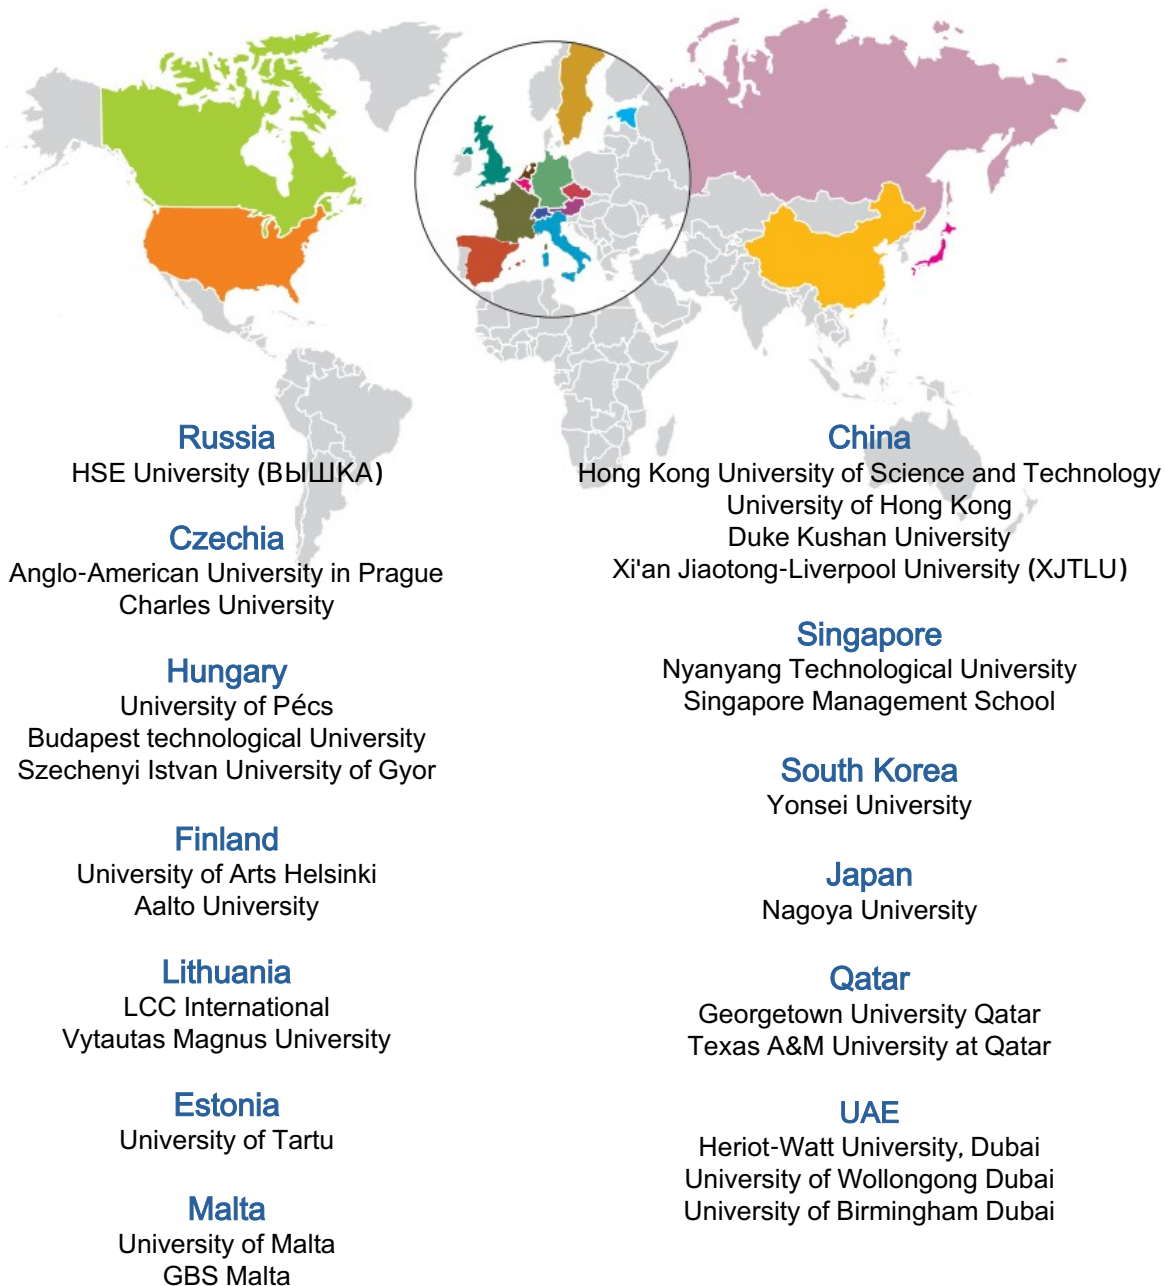 Russia
HSE University (ВЫШКА)
Czechia
Anglo-American University in Prague
Charles University
Hungary
University of Pécs
Budapest technological University
Szechenyi Istvan University of Gyor
Finland
University of Arts Helsinki
Aalto University
Lithuania
LCC International
Vytautas Magnus University
Estonia
University of Tartu
Malta
University of Malta
GBS Malta
China
Hong Kong University of Science and Technology
University of Hong Kong
Duke Kushan University
Xi'an Jiaotong-Liverpool University (XJTLU)
Singapore
Nyanyang Technological University
Singapore Management School
South Korea
Yonsei University
Japan
Nagoya University
Qatar
Georgetown University Qatar
Texas A&M University at Qatar
UAE
Heriot-Watt University, Dubai
University of Wollongong Dubai
University of Birmingham Dubai